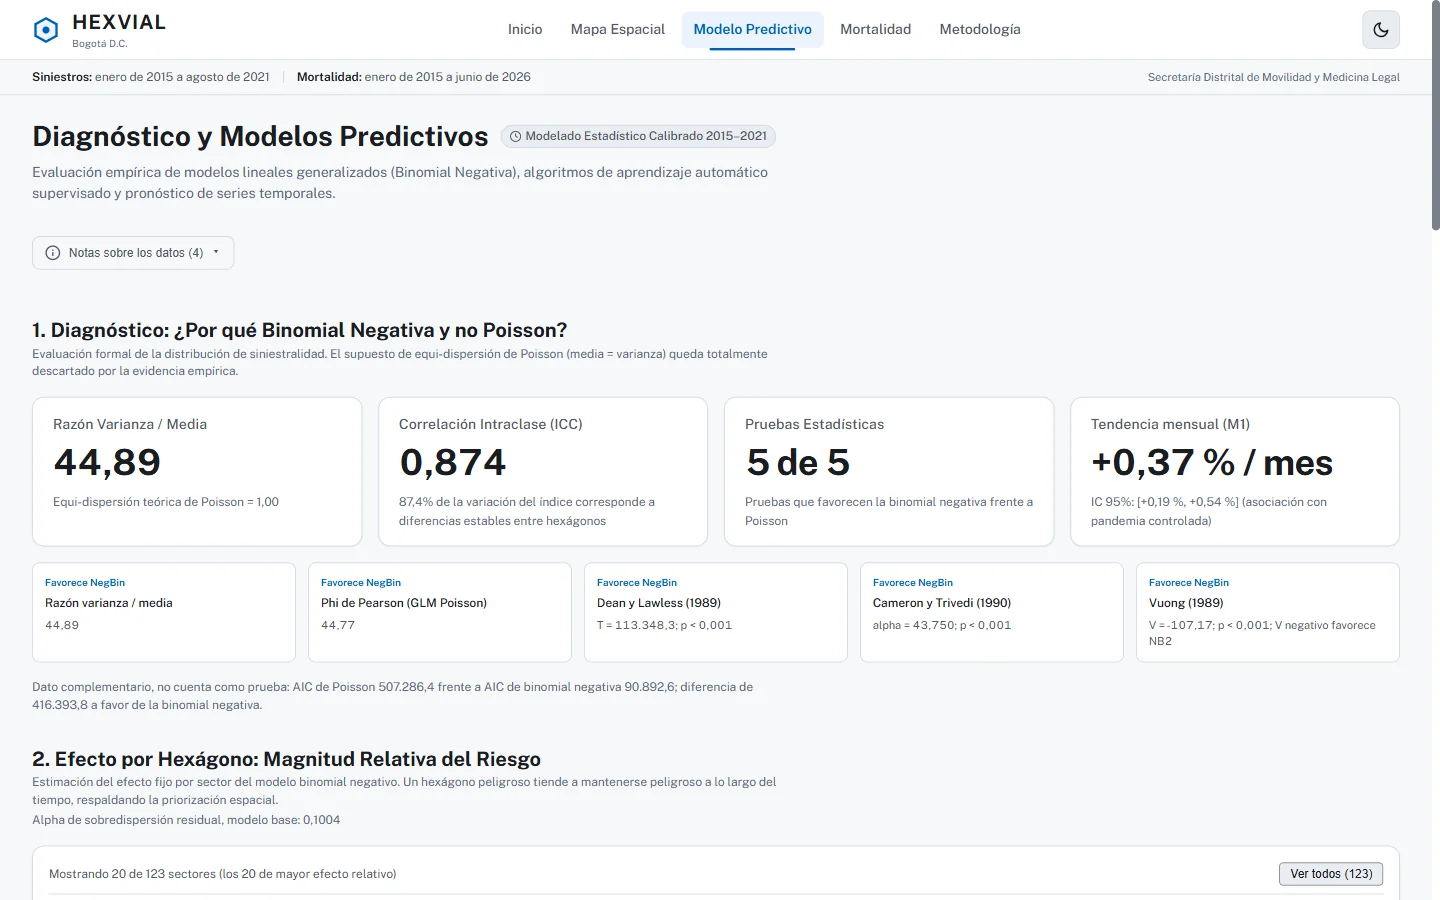 HEXVIAL
Bogotá D.C.
Inicio
Mapa Espacial
Modelo Predictivo
Mortalidad
Metodología
Siniestros: enero de 2015 a agosto de 2021
Mortalidad: enero de 2015 a junio de 2026
Secretaría Distrital de Movilidad y Medicina Legal
Diagnóstico y Modelos Predictivos
Modelado Estadístico Calibrado 2015–2021
Evaluación empírica de modelos lineales generalizados (Binomial Negativa), algoritmos de aprendizaje automático
supervisado y pronóstico de series temporales.
Notas sobre los datos (4)
1. Diagnóstico: ¿Por qué Binomial Negativa y no Poisson?
Evaluación formal de la distribución de siniestralidad. El supuesto de equi-dispersión de Poisson (media = varianza) queda totalmente
descartado por la evidencia empírica.
Razón Varianza / Media
44,89
Equi-dispersión teórica de Poisson = 1,00
Correlación Intraclase (ICC)
0,874
87,4% de la variación del índice corresponde a
diferencias estables entre hexágonos
Pruebas Estadísticas
5 de 5
Pruebas que favorecen la binomial negativa frente a
Poisson
Tendencia mensual (M1)
+0,37 % / mes
IC 95%: [+0,19 %, +0,54 %] (asociación con
pandemia controlada)
Favorece NegBin
Razón varianza / media
44,89
Favorece NegBin
Phi de Pearson (GLM Poisson)
44,77
Favorece NegBin
Dean y Lawless (1989)
T = 113.348,3; p < 0,001
Favorece NegBin
Cameron y Trivedi (1990)
alpha = 43,750; p < 0,001
Favorece NegBin
Vuong (1989)
V = -107,17; p < 0,001; V negativo favorece
NB2
Dato complementario, no cuenta como prueba: AIC de Poisson 507.286,4 frente a AIC de binomial negativa 90.892,6; diferencia de
416.393,8 a favor de la binomial negativa.
2. Efecto por Hexágono: Magnitud Relativa del Riesgo
Estimación del efecto fijo por sector del modelo binomial negativo. Un hexágono peligroso tiende a mantenerse peligroso a lo largo del
tiempo, respaldando la priorización espacial.
Alpha de sobredispersión residual, modelo base: 0,1004
Mostrando 20 de 123 sectores (los 20 de mayor efecto relativo)
Ver todos (123)